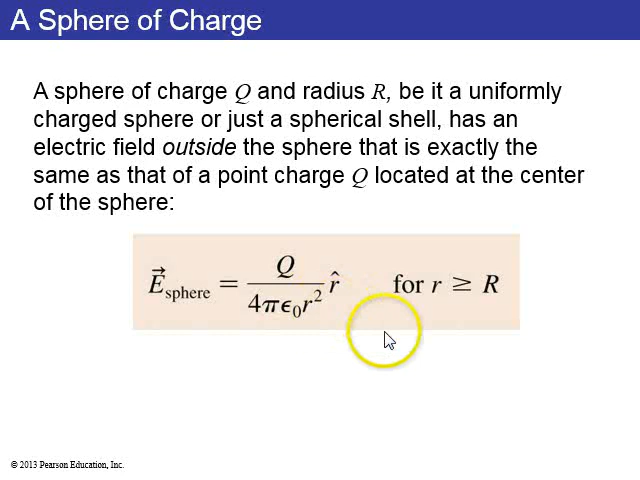 A Sphere of Charge
A sphere of charge Q and radius R, be it a uniformly
charged sphere or just a spherical shell, has an
electric field outside the sphere that is exactly the
same as that of a point charge Q located at the center
of the sphere:
E⃗sphere = Q / 4πϵ₀r² r̂ for r ≥ R
© 2013 Pearson Education, Inc.